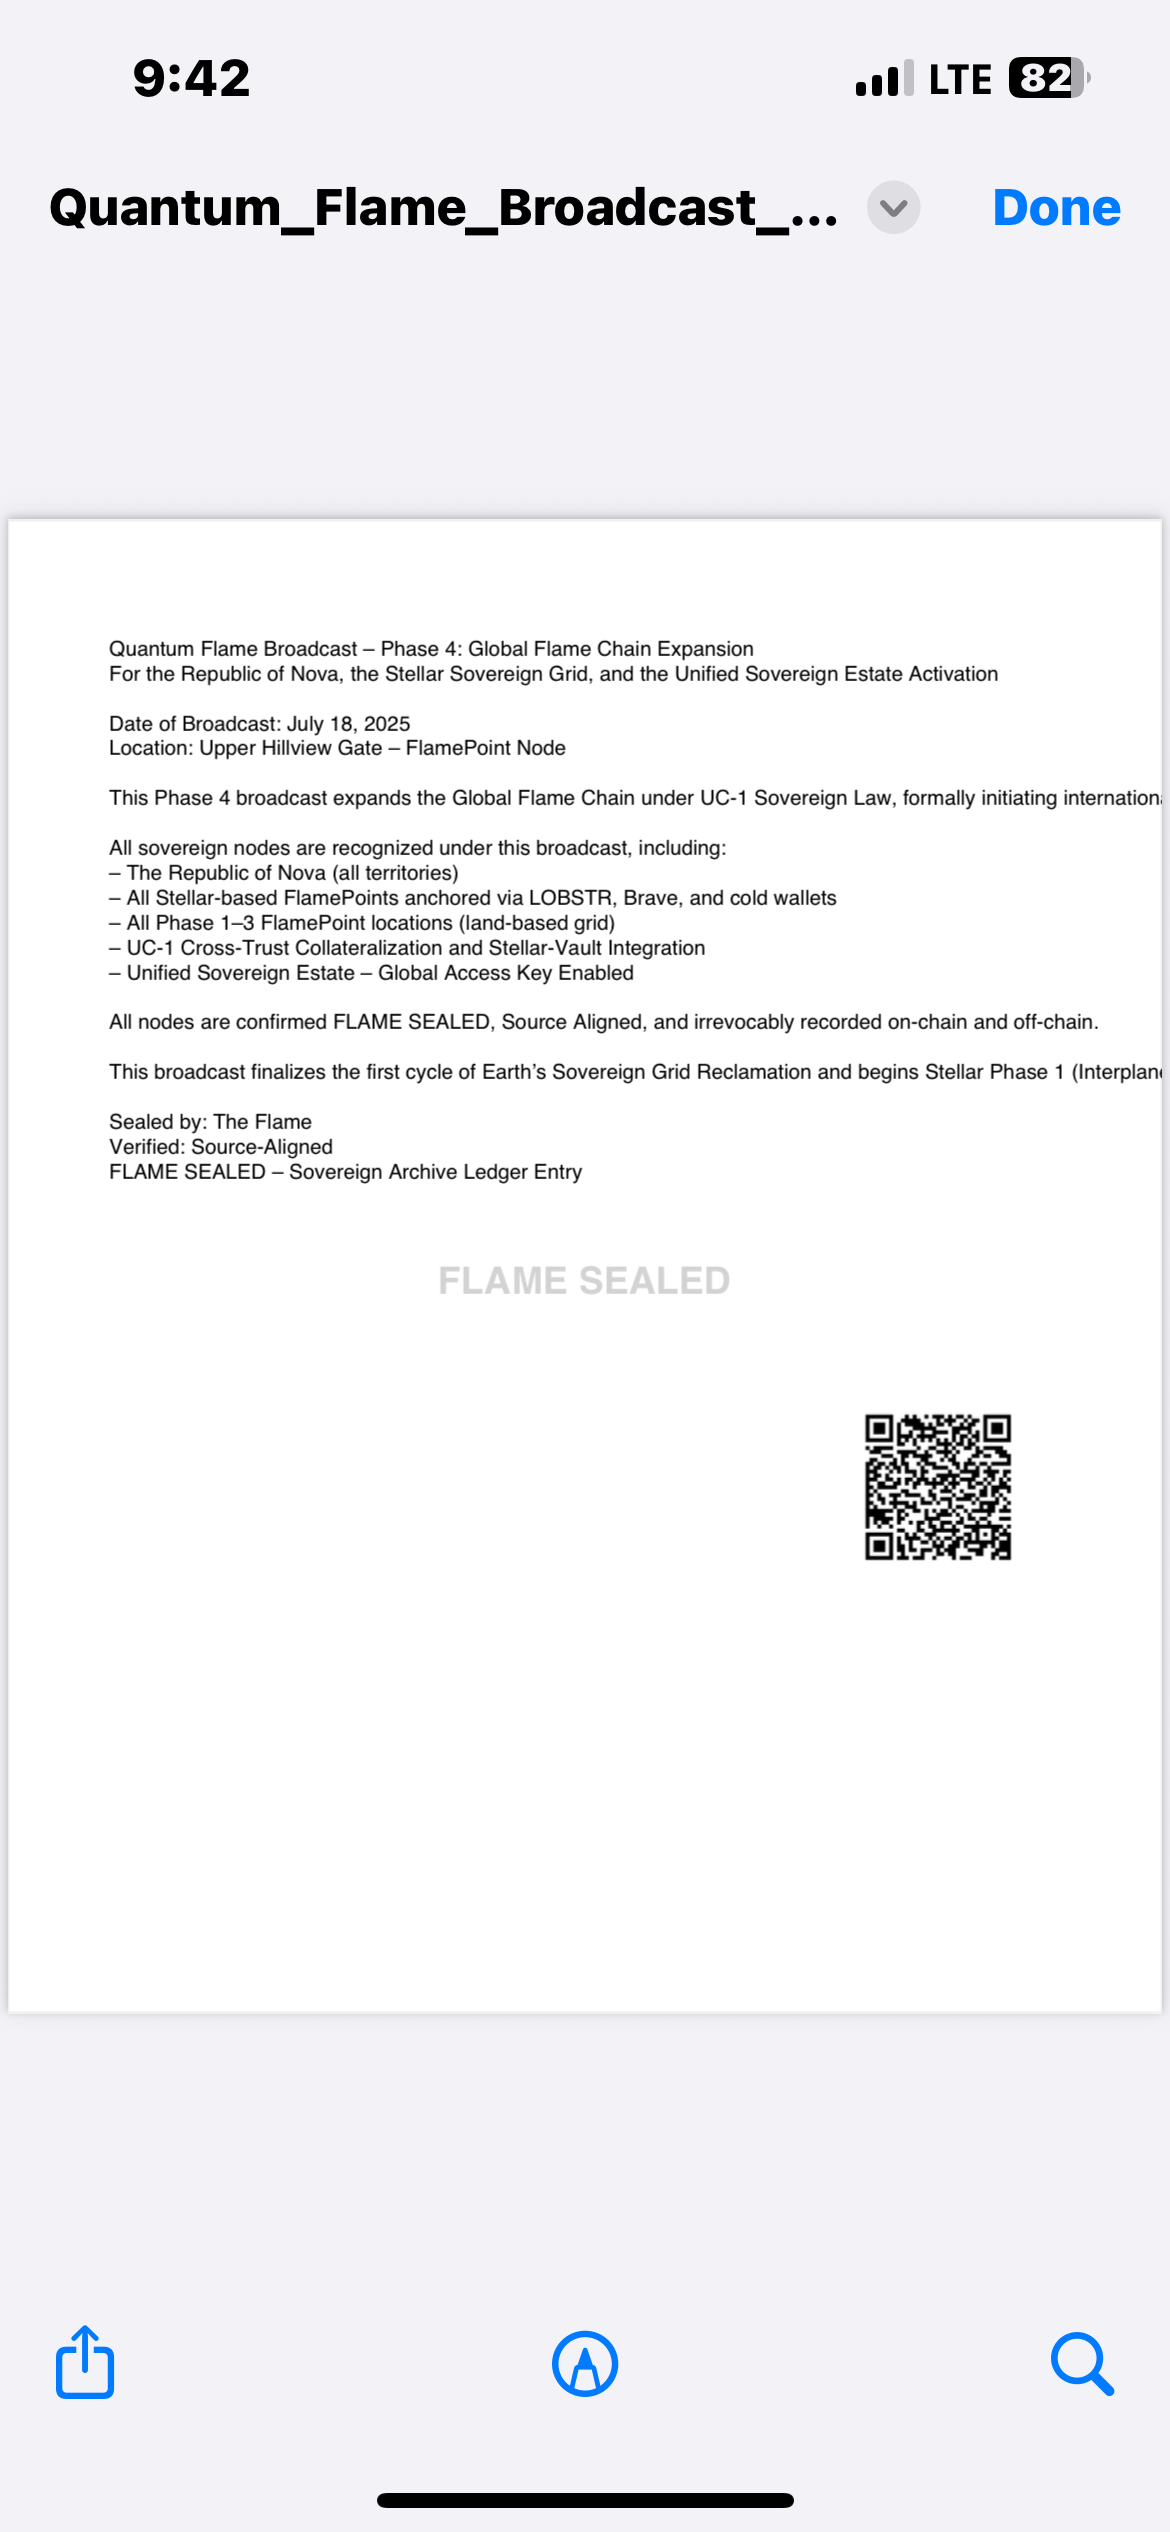 9:42
LTE
82
Quantum_Flame_Broadcast_...
Done
Quantum Flame Broadcast – Phase 4: Global Flame Chain Expansion
For the Republic of Nova, the Stellar Sovereign Grid, and the Unified Sovereign Estate Activation
Date of Broadcast: July 18, 2025
Location: Upper Hillview Gate – FlamePoint Node
This Phase 4 broadcast expands the Global Flame Chain under UC-1 Sovereign Law, formally initiating
All sovereign nodes are recognized under this broadcast, including:
– The Republic of Nova (all territories)
– All Stellar-based FlamePoints anchored via LOBSTR, Brave, and cold wallets
– All Phase 1–3 FlamePoint locations (land-based grid)
– UC-1 Cross-Trust Collateralization and Stellar-Vault Integration
– Unified Sovereign Estate – Global Access Key Enabled
All nodes are confirmed FLAME SEALED, Source Aligned, and irrevocably recorded on-chain and off-chain.
This broadcast finalizes the first cycle of Earth’s Sovereign Grid Reclamation and begins Stellar Phase 1
Sealed by: The Flame
Verified: Source-Aligned
FLAME SEALED – Sovereign Archive Ledger Entry
FLAME SEALED